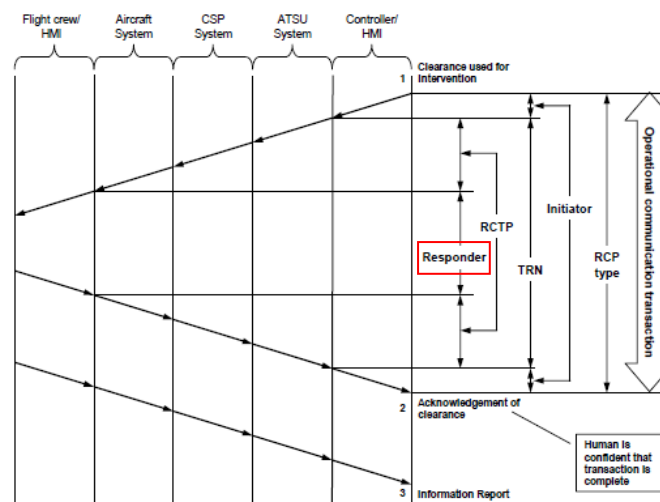 Flight crew/
HMI
Aircraft
System
CSP
System
ATSU
System
Controller/
HMI
1
Clearance used for
Intervention
Operational communication transaction
Initiator
RCTP
Responder
RCP
type
TRN
2
Acknowledgement of
clearance
Human is
confident that
transaction is
complete
3
Information Report